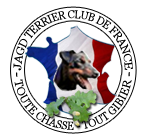 - JAGD TERRIER CLUB DE FRANCE -
TOUTE CHASSE - TOUT GIBIER